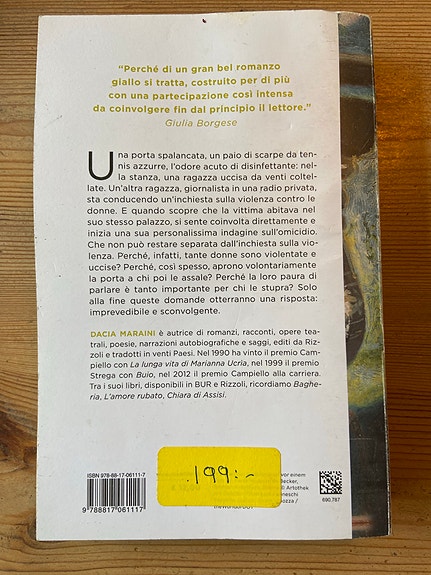 “Perché di un gran bel romanzo
giallo si tratta, costruito per di più
con una partecipazione così intensa
da coinvolgere fin dal principio il lettore.”
Giulia Borgese
Una porta spalancata, un paio di scarpe da ten-
nis azzurre, l’odore acuto di disinfettante: nel-
la stanza, una ragazza uccisa da venti coltel-
late. Un’altra ragazza, giornalista in una radio privata,
sta conducendo un’inchiesta sulla violenza contro le
donne. E quando scopre che la vittima abitava nel
suo stesso palazzo, si sente coinvolta direttamente e
inizia una sua personalissima indagine sull’omicidio.
Che non può restare separata dall’inchiesta sulla vio-
lenza. Perché, infatti, tante donne sono violentate e
uccise? Perché, così spesso, aprono volontariamente
la porta a chi poi le assale? Perché la loro paura di
parlare è tanto importante per chi le stupra? Solo
alla fine queste domande otterranno una risposta:
imprevedibile e sconvolgente.
DACIA MARAINI è autrice di romanzi, racconti, opere tea-
trali, poesie, narrazioni autobiografiche e saggi, editi da Riz-
zoli e tradotti in venti Paesi. Nel 1990 ha vinto il premio Cam-
piello con La lunga vita di Marianna Ucrìa, nel 1999 il premio
Strega con Buio, nel 2012 il premio Campiello alla carriera.
Tra i suoi libri, disponibili in BUR e Rizzoli, ricordiamo Baghe-
ria, L’amore rubato, Chiara di Assisi.
ISBN 978-88-17-06111-7
9 788817 061117
199:-
vor einem
Becker,
© Artothek
690.787